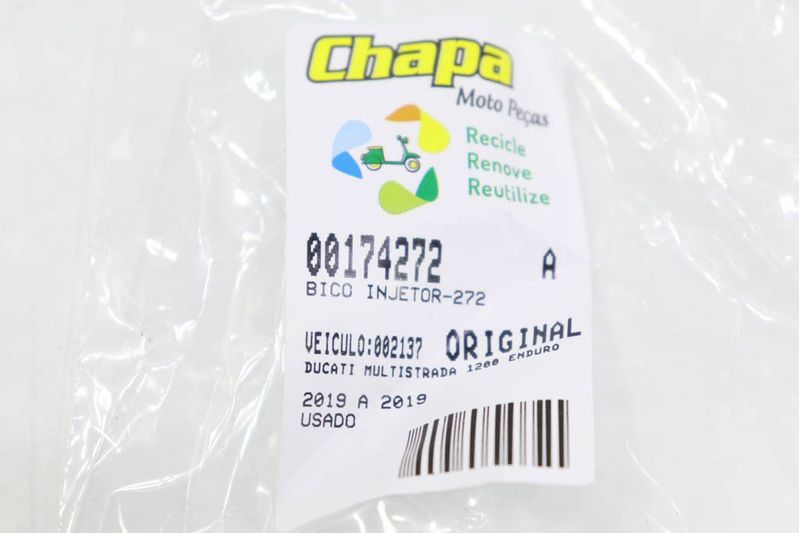 Chapa
Moto Peças
Recicle
Renove
Reutilize
00174272 A
BICO INJETOR-272
VEICULO:002137 ORIGINAL
DUCATI MULTISTRADA 1200 ENDURO
2019 A 2019
USADO